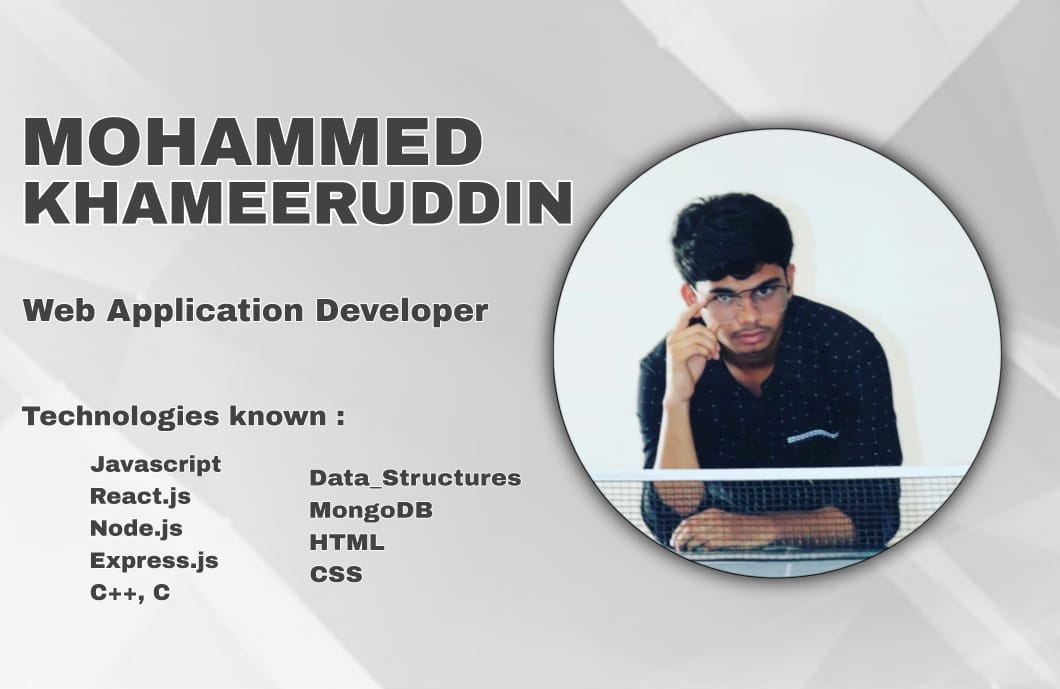 MOHAMMED
KHAMEERUDDIN
Web Application Developer
Technologies known :
Javascript
React.js
Node.js
Express.js
C++, C
Data_Structures
MongoDB
HTML
CSS